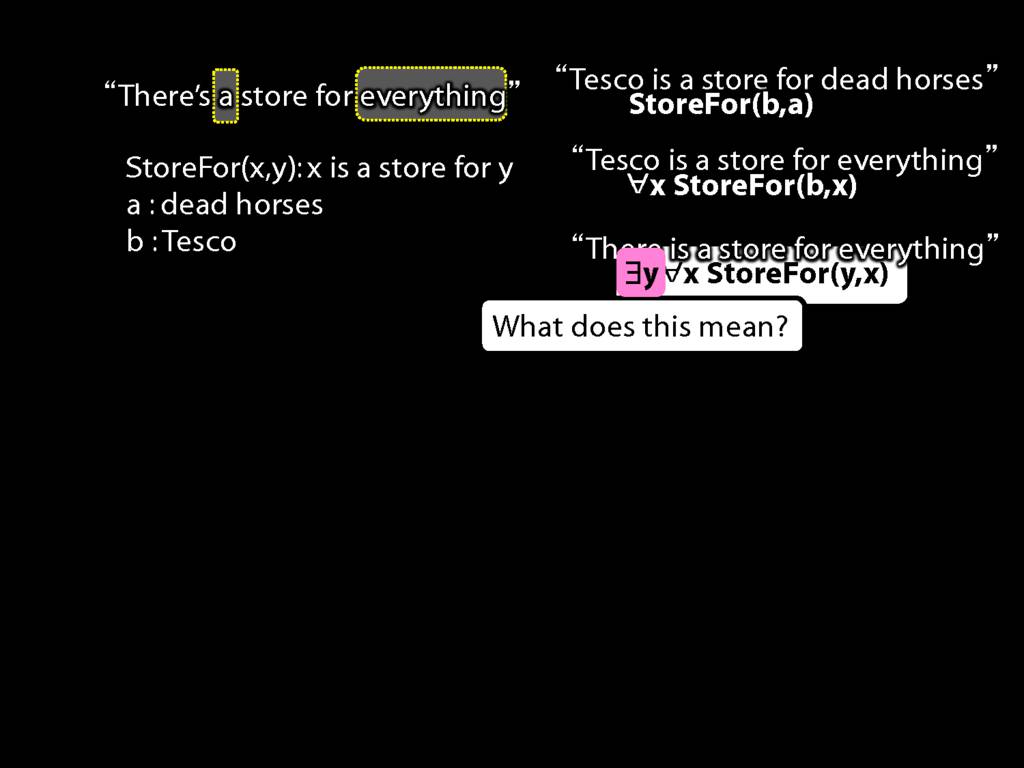 “There’s a store for everything”
StoreFor(x,y): x is a store for y
a : dead horses
b : Tesco
“Tesco is a store for dead horses”
StoreFor(b,a)
“Tesco is a store for everything”
∀x StoreFor(b,x)
“There is a store for everything”
∃y ∀x StoreFor(y,x)
What does this mean?